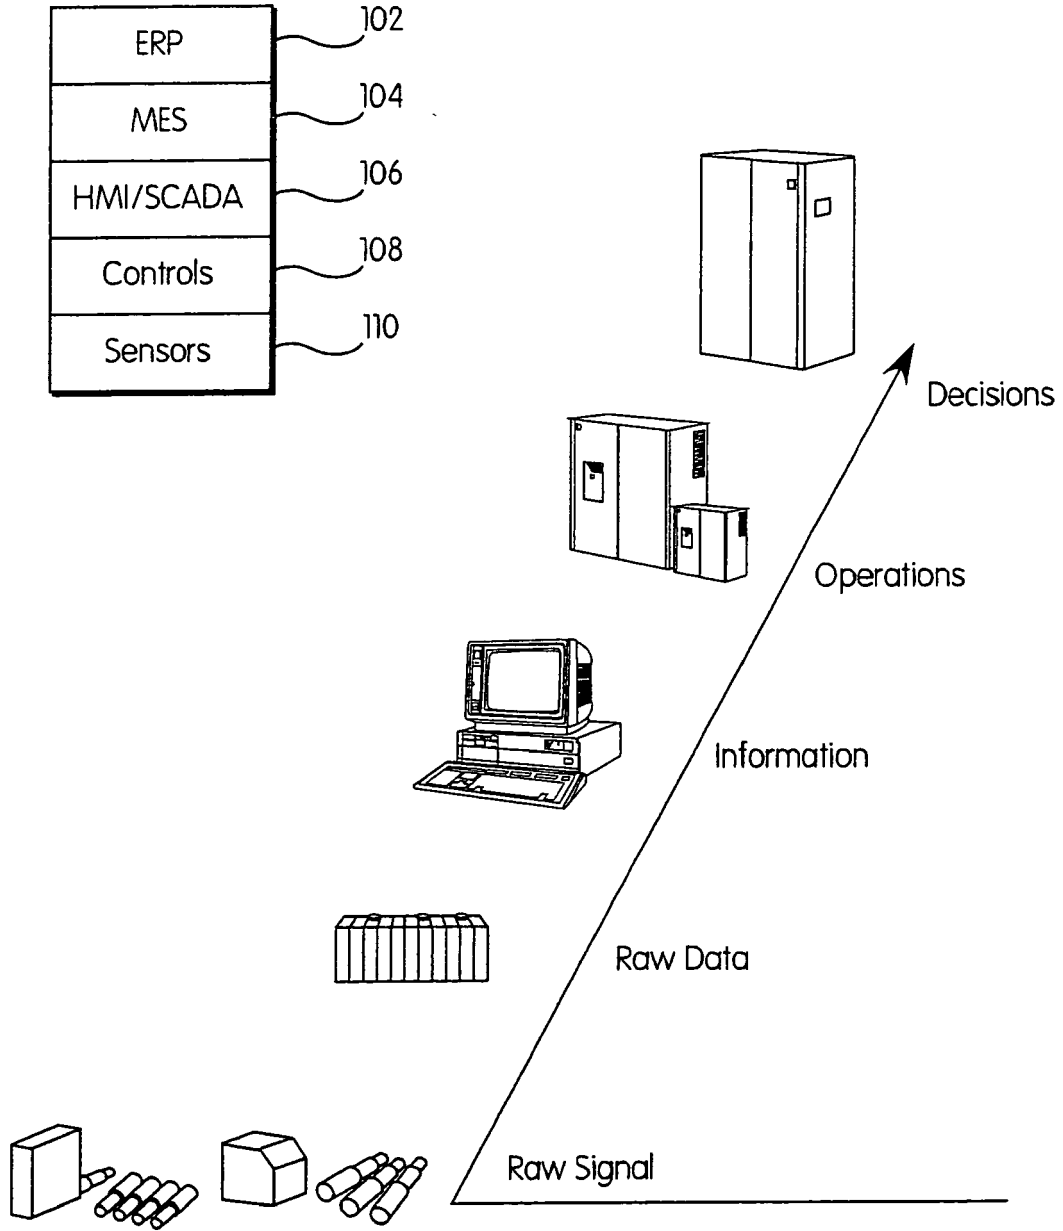 ERP 102
MES 104
HMI/SCADA 106
Controls 108
Sensors 110
Decisions
Operations
Information
Raw Data
Raw Signal